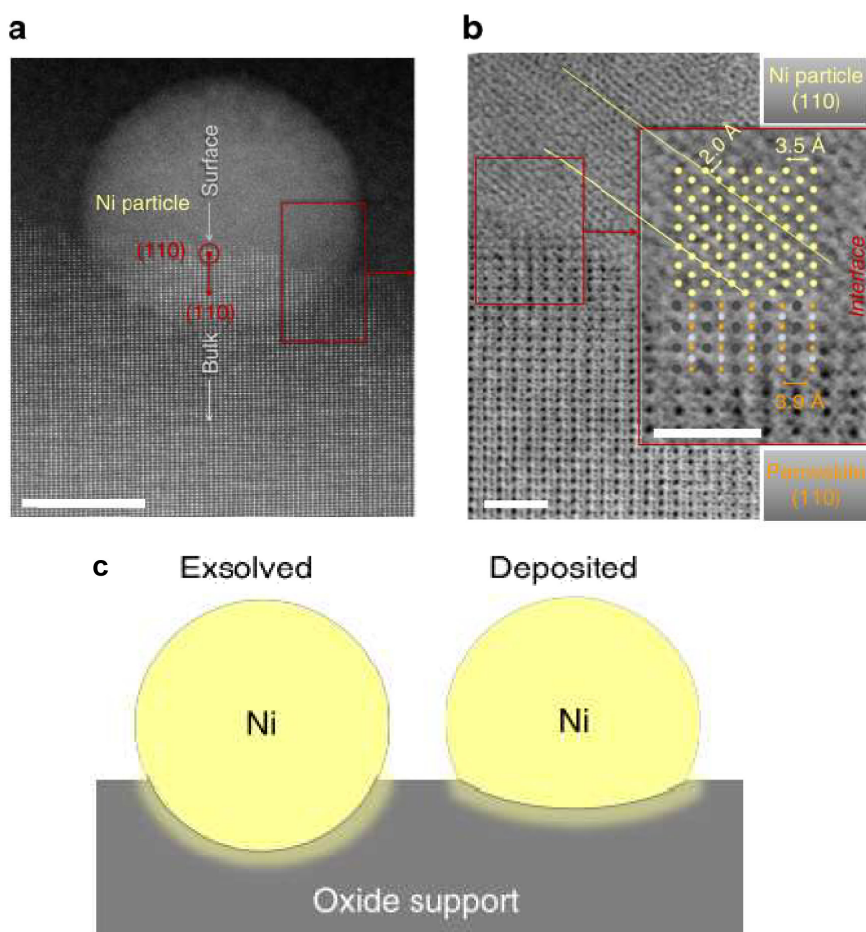 a
Surface
Ni particle
(110)
(110)
Bulk
b
Ni particle
(110)
2.0 Å
3.5 Å
Interface
3.9 Å
Perovskite
(110)
c
Exsolved
Deposited
Ni
Ni
Oxide support